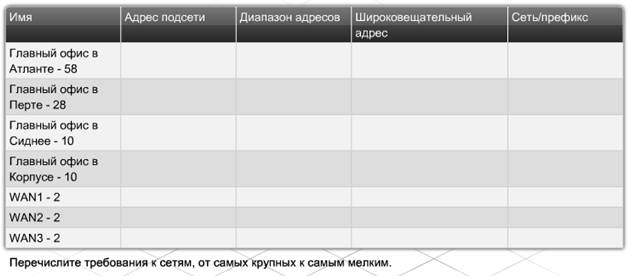 Имя Адрес подсети Диапазон адресов Широковещательный Сеть/префикс
адрес
Главный офис в
Атланте - 58
Главный офис в
Перте - 28
Главный офис в
Сиднее - 10
Главный офис в
Корпусе - 10
WAN1 - 2
WAN2 - 2
WAN3 - 2
Перечислите требования к сетям, от самых крупных к самым мелким.